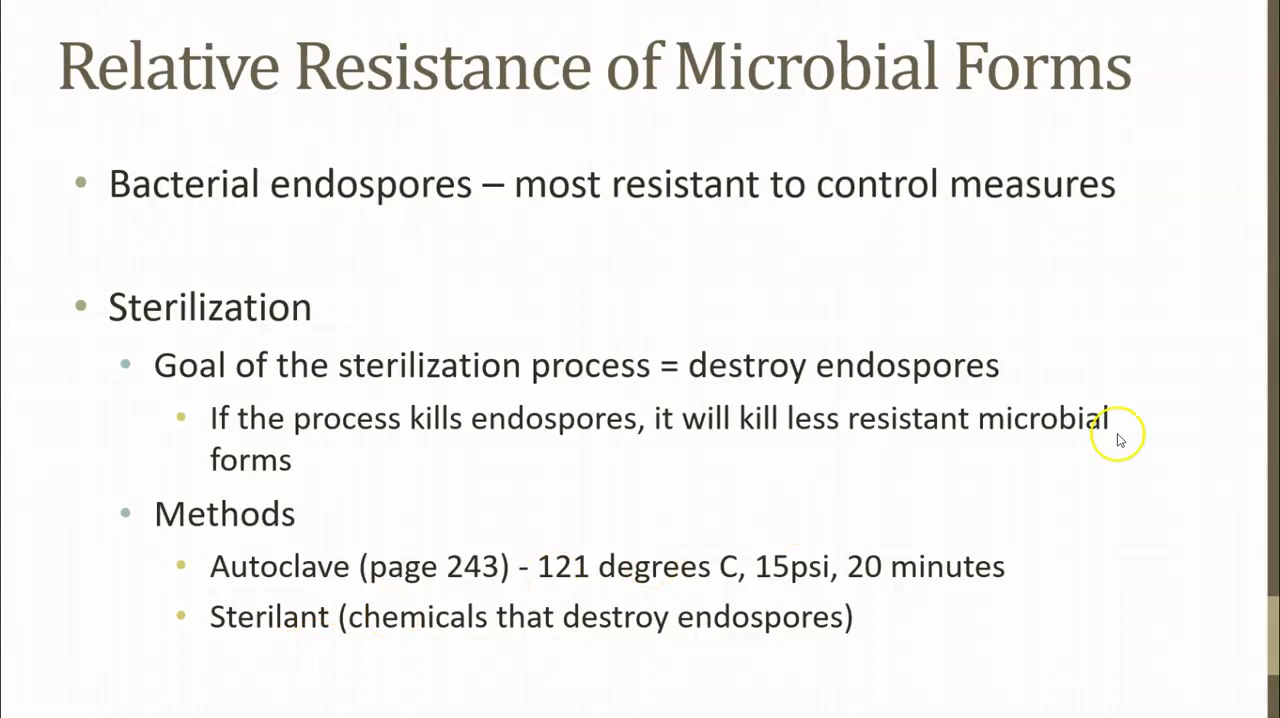 Relative Resistance of Microbial Forms
• Bacterial endospores – most resistant to control measures
• Sterilization
• Goal of the sterilization process = destroy endospores
• If the process kills endospores, it will kill less resistant microbial
forms
• Methods
• Autoclave (page 243) - 121 degrees C, 15psi, 20 minutes
• Sterilant (chemicals that destroy endospores)